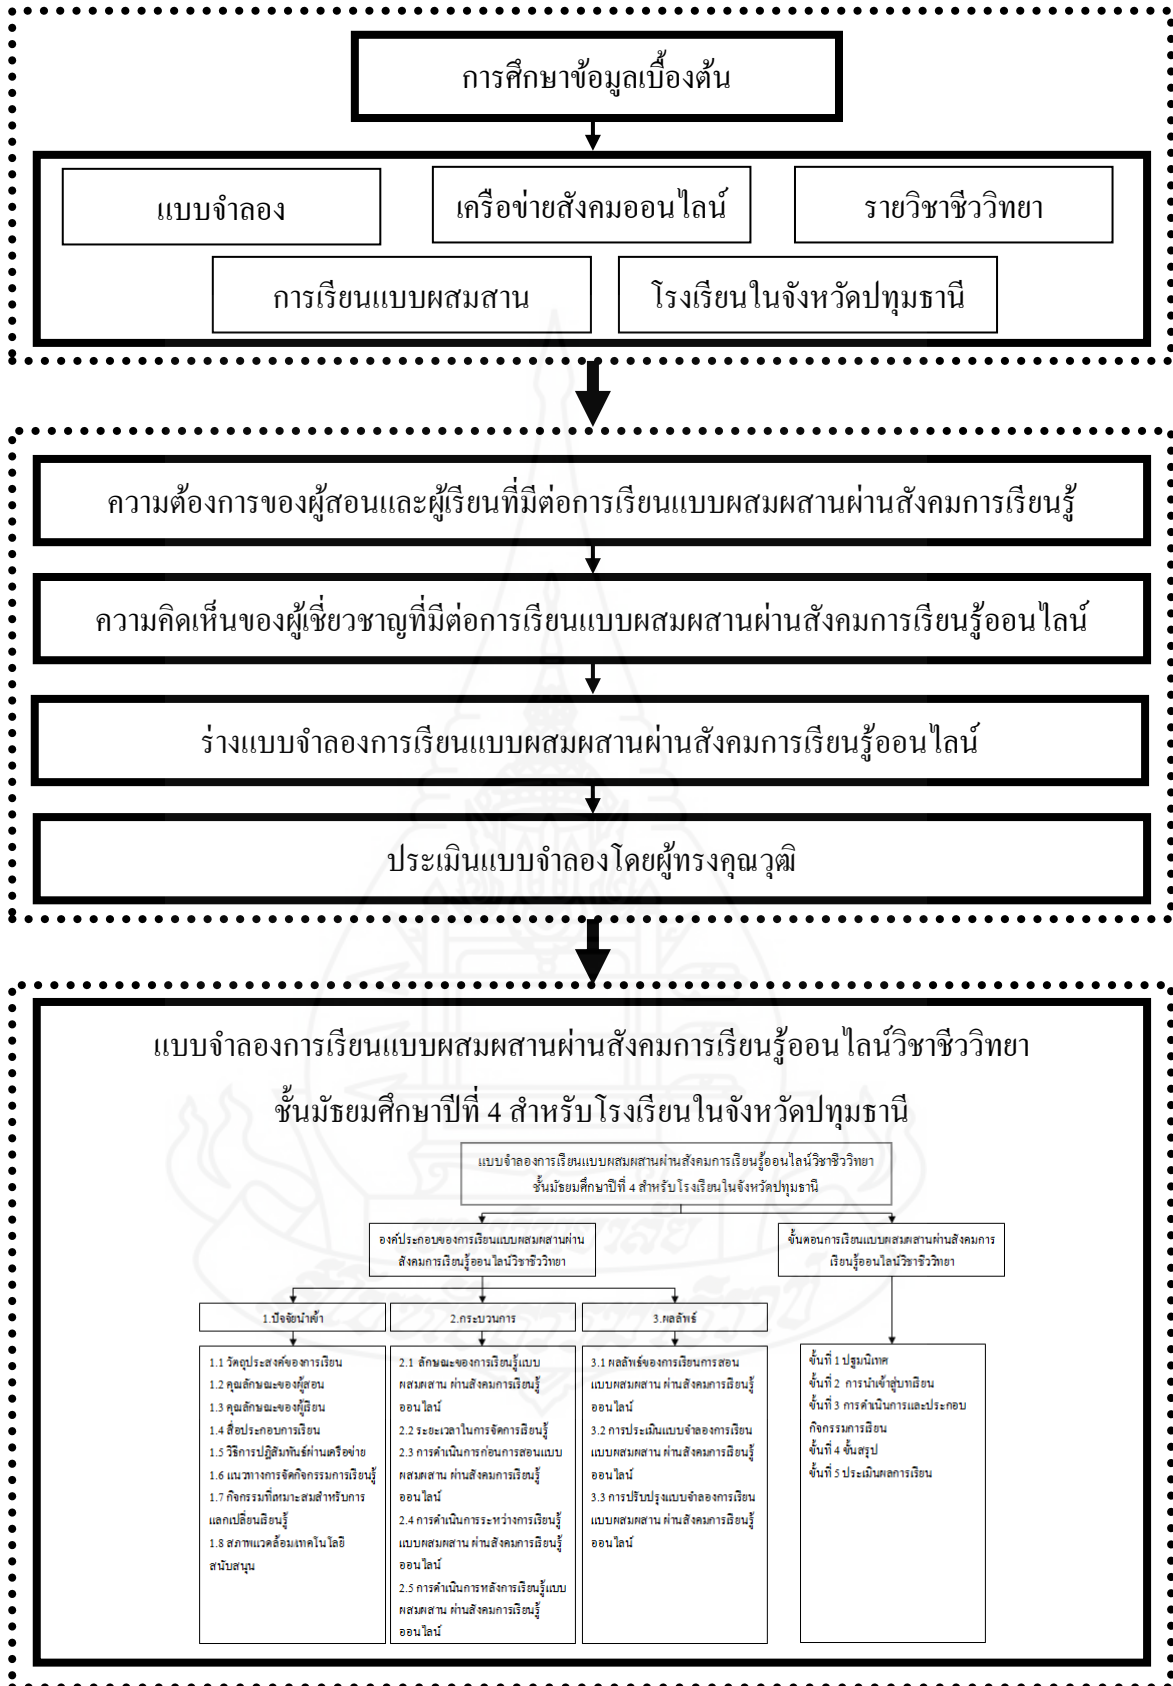 การศึกษาข้อมูลเบื้องต้น
แบบจำลอง
เครือข่ายสังคมออนไลน์
รายวิชาชีววิทยา
การเรียนแบบผสมสาน
โรงเรียนในจังหวัดปทุมธานี
ความต้องการของผู้สอนและผู้เรียนที่มีต่อการเรียนแบบผสมผสานผ่านสังคมการเรียนรู้
ความคิดเห็นของผู้เชี่ยวชาญที่มีต่อการเรียนแบบผสมผสานผ่านสังคมการเรียนรู้ออนไลน์
ร่างแบบจำลองการเรียนแบบผสมผสานผ่านสังคมการเรียนรู้ออนไลน์
ประเมินแบบจำลองโดยผู้ทรงคุณวุฒิ
แบบจำลองการเรียนแบบผสมผสานผ่านสังคมการเรียนรู้ออนไลน์วิชาชีววิทยา
ชั้นมัธยมศึกษาปีที่ 4 สำหรับโรงเรียนในจังหวัดปทุมธานี
แบบจำลองการเรียนแบบผสมผสานผ่านสังคมการเรียนรู้ออนไลน์วิชาชีววิทยา
ชั้นมัธยมศึกษาปีที่ 4 สำหรับโรงเรียนในจังหวัดปทุมธานี
องค์ประกอบของการเรียนแบบผสมผสานผ่าน
สังคมการเรียนรู้ออนไลน์วิชาชีววิทยา
ขั้นตอนการเรียนแบบผสมผสานผ่านสังคมการ
เรียนรู้ออนไลน์วิชาชีววิทยา
1.ปัจจัยนำเข้า
2.กระบวนการ
3.ผลลัพธ์
1.1 วัตถุประสงค์ของการเรียน
1.2 คุณลักษณะของผู้สอน
1.3 คุณลักษณะของผู้เรียน
1.4 สื่อประกอบการเรียน
1.5 วิธีการปฏิสัมพันธ์ผ่านเครือข่าย
1.6 แนวทางการจัดกิจกรรมการเรียนรู้
1.7 กิจกรรมที่เหมาะสมสำหรับการ
แลกเปลี่ยนเรียนรู้
1.8 สภาพแวดล้อมเทคโนโลยี
สนับสนุน
2.1 ลักษณะของการเรียนรู้แบบ
ผสมผสาน ผ่านสังคมการเรียนรู้
ออนไลน์
2.2 ระยะเวลาในการจัดการเรียนรู้
2.3 การดำเนินการก่อนการสอนแบบ
ผสมผสาน ผ่านสังคมการเรียนรู้
ออนไลน์
2.4 การดำเนินการระหว่างการเรียนรู้
แบบผสมผสาน ผ่านสังคมการเรียนรู้
ออนไลน์
2.5 การดำเนินการหลังการเรียนรู้แบบ
ผสมผสาน ผ่านสังคมการเรียนรู้
ออนไลน์
3.1 ผลลัพธ์ของการเรียนการสอน
แบบผสมผสาน ผ่านสังคมการเรียนรู้
ออนไลน์
3.2 การประเมินแบบจำลองการเรียน
แบบผสมผสาน ผ่านสังคมการเรียนรู้
ออนไลน์
3.3 การปรับปรุงแบบจำลองการเรียน
แบบผสมผสาน ผ่านสังคมการเรียนรู้
ออนไลน์
ขั้นที่ 1 ปฐมนิเทศ
ขั้นที่ 2 การนำเข้าสู่บทเรียน
ขั้นที่ 3 การดำเนินการและประกอบ
กิจกรรมการเรียน
ขั้นที่ 4 ขั้นสรุป
ขั้นที่ 5 ประเมินผลการเรียน